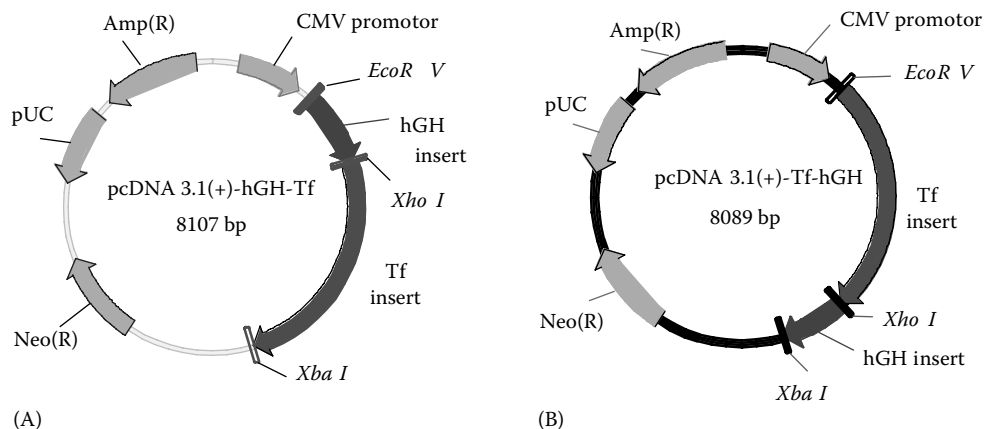 Amp(R)
CMV promotor
EcoR V
pUC
hGH
insert
pcDNA 3.1(+)-hGH-Tf
8107 bp
Xho I
Tf
insert
Neo(R)
Xba I
(A)
Amp(R)
CMV promotor
EcoR V
pUC
pcDNA 3.1(+)-Tf-hGH
8089 bp
Tf
insert
Neo(R)
Xho I
hGH insert
Xba I
(B)